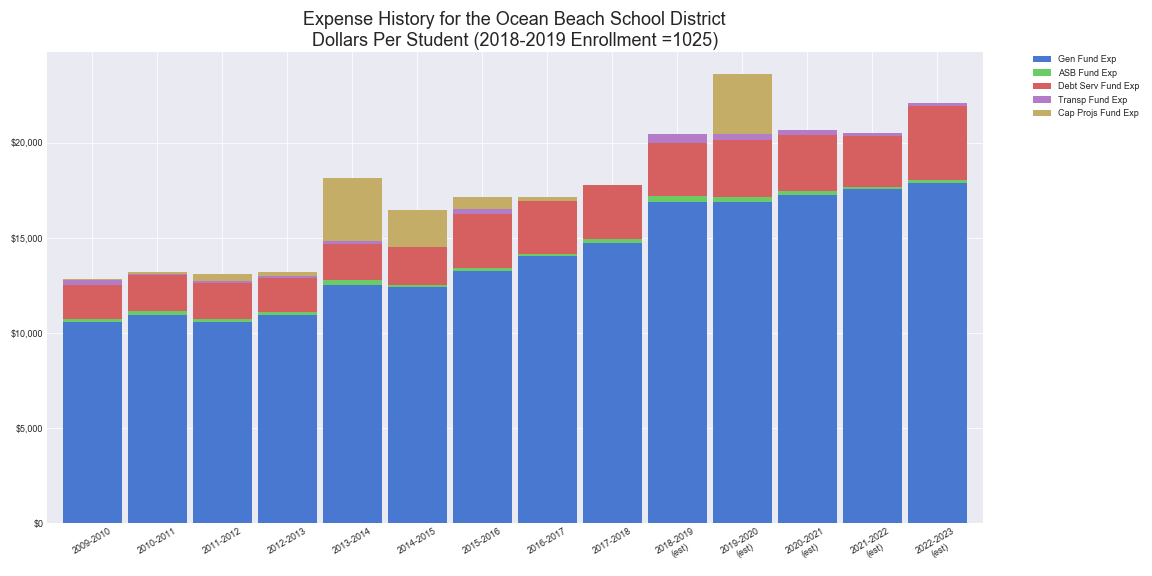 Expense History for the Ocean Beach School District
Dollars Per Student (2018-2019 Enrollment =1025)
Gen Fund Exp
ASB Fund Exp
Debt Serv Fund Exp
Transp Fund Exp
Cap Projs Fund Exp
$20,000
$15,000
$10,000
$5,000
$0
2009-2010
2010-2011
2011-2012
2012-2013
2013-2014
2014-2015
2015-2016
2016-2017
2017-2018
2018-2019
(est)
2019-2020
(est)
2020-2021
(est)
2021-2022
(est)
2022-2023
(est)